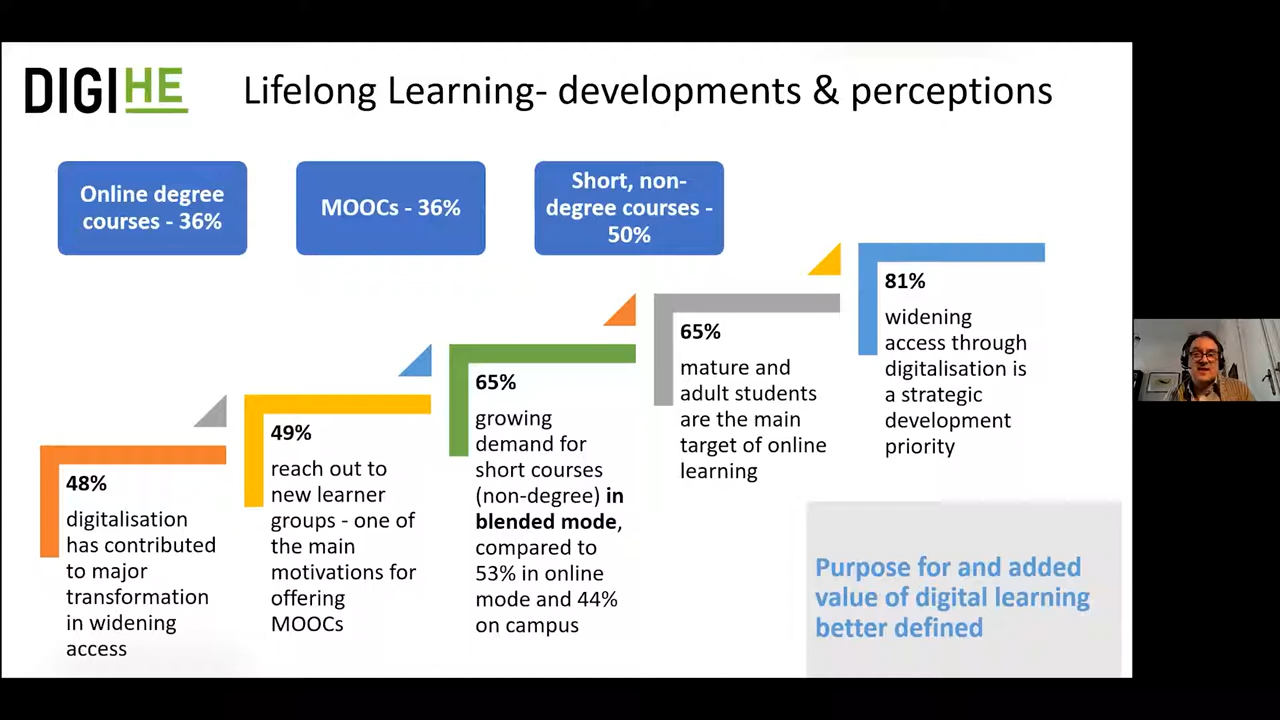 DIGIHE
Lifelong Learning- developments & perceptions
Online degree
courses - 36%
MOOCs - 36%
Short, non-
degree courses -
50%
48%
digitalisation
has contributed
to major
transformation
in widening
access
49%
reach out to
new learner
groups - one of
the main
motivations for
offering
MOOCs
65%
growing
demand for
short courses
(non-degree) in
blended mode,
compared to
53% in online
mode and 44%
on campus
65%
mature and
adult students
are the main
target of online
learning
81%
widening
access through
digitalisation is
a strategic
development
priority
Purpose for and added
value of digital learning
better defined